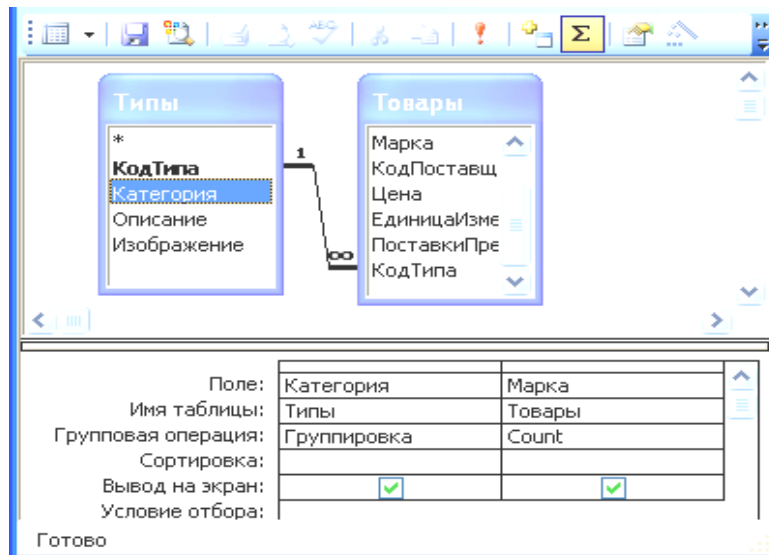 Типы
*
КодТипа
Категория
Описание
Изображение
1
∞
Товары
Марка
КодПоставщ
Цена
ЕдиницаИзме
ПоставкиПре
КодТипа
Поле: Категория Марка
Имя таблицы: Типы Товары
Групповая операция: Группировка Count
Сортировка:
Вывод на экран:
Условие отбора:
Готово